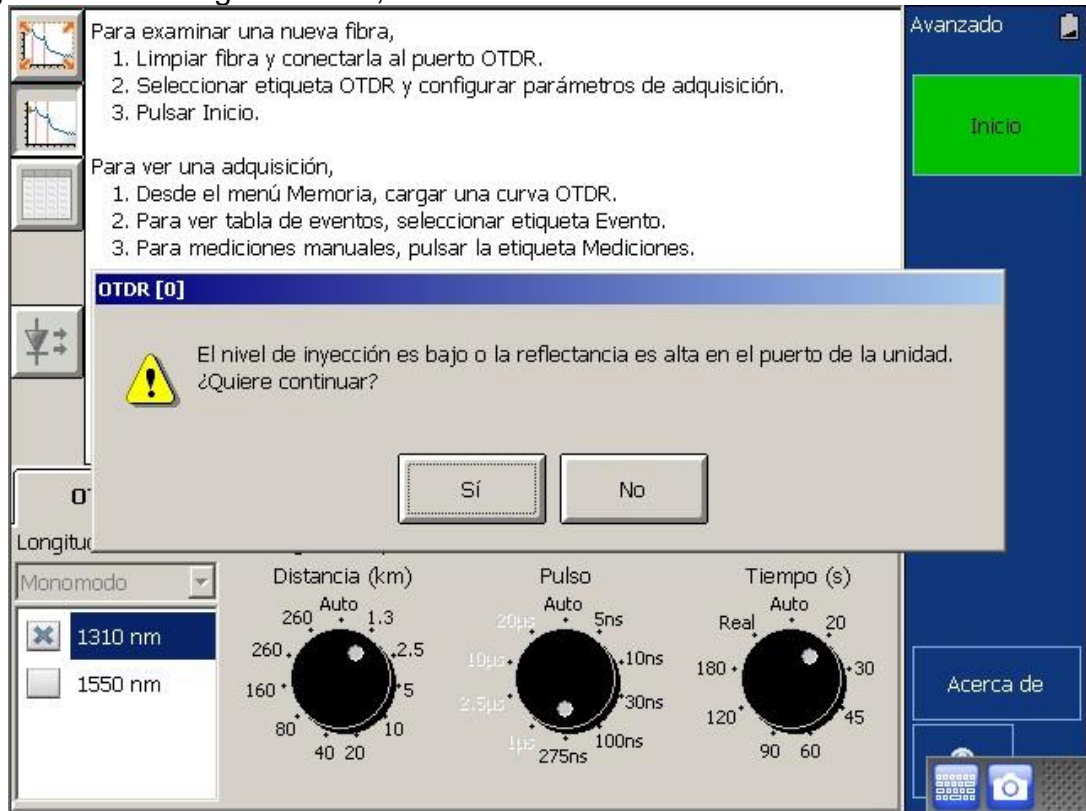 Para examinar una nueva fibra,
1. Limpiar fibra y conectarla al puerto OTDR.
2. Seleccionar etiqueta OTDR y configurar parámetros de adquisición.
3. Pulsar Inicio.
Para ver una adquisición,
1. Desde el menú Memoria, cargar una curva OTDR.
2. Para ver tabla de eventos, seleccionar etiqueta Evento.
3. Para mediciones manuales, pulsar la etiqueta Mediciones.
Avanzado
Inicio
OTDR [0]
El nivel de inyección es bajo o la reflectancia es alta en el puerto de la unidad.
¿Quiere continuar?
Sí No
Monomodo
1310 nm
1550 nm
Distancia (km)
Auto
1.3
2.5
5
10
20
40
80
160
260
260
Pulso
Auto
5ns
10ns
30ns
100ns
275ns
1µs
2.5µs
10µs
20µs
Tiempo (s)
Auto
20
30
45
60
90
120
180
Real
Acerca de